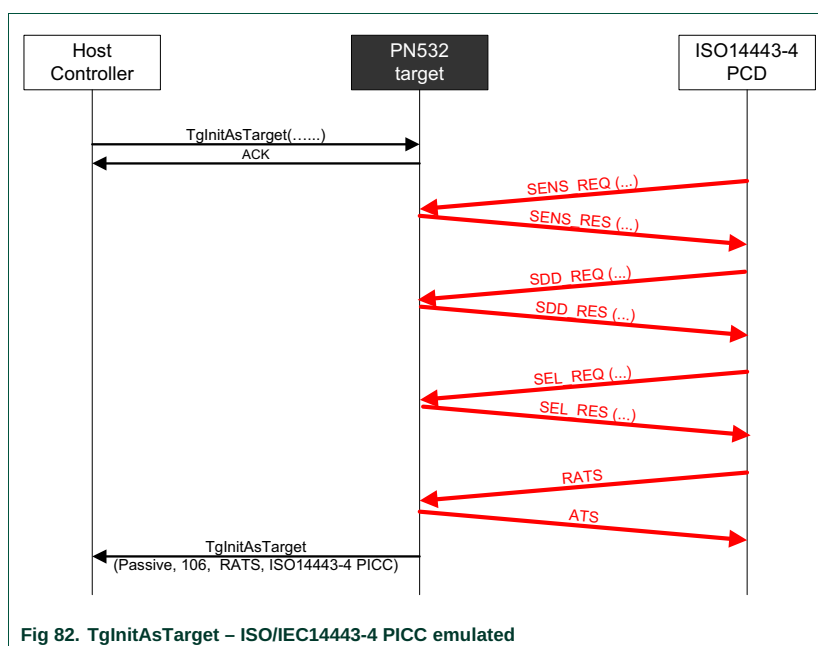 Host
Controller
PN532
target
ISO14443-4
PCD
TgInitAsTarget(…...)
ACK
SENS_REQ (...)
SENS_RES (...)
SDD_REQ (...)
SDD_RES (...)
SEL_REQ (...)
SEL_RES (...)
RATS
ATS
TgInitAsTarget
(Passive, 106, RATS, ISO14443-4 PICC)
Fig 82. TgInitAsTarget – ISO/IEC14443-4 PICC emulated